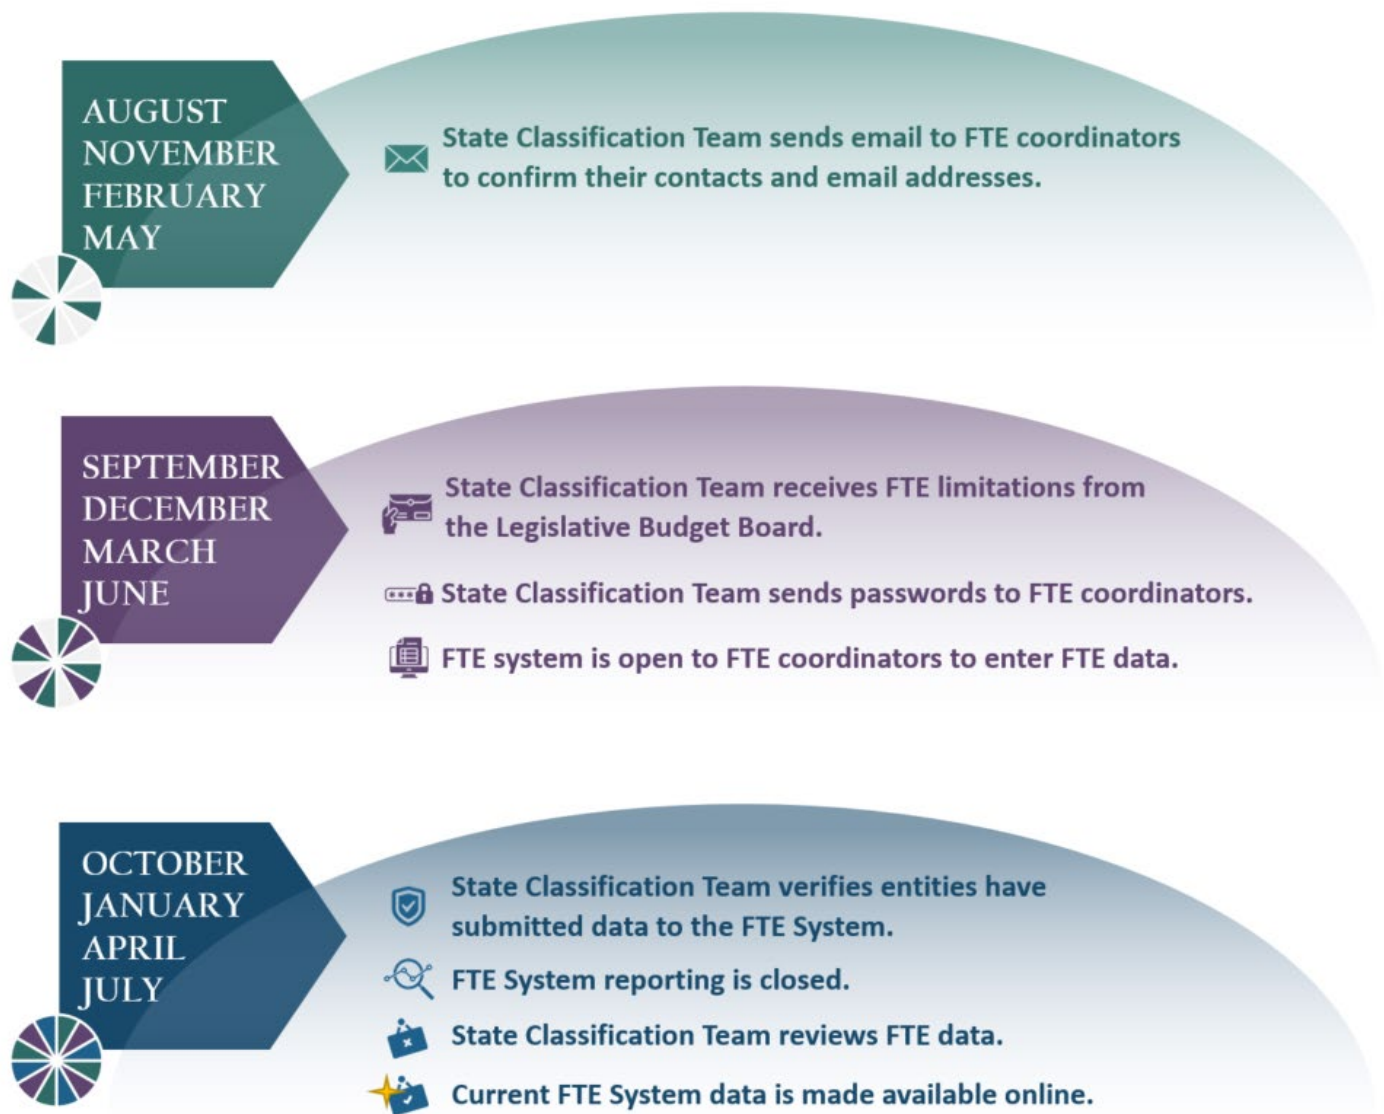 AUGUST
NOVEMBER
FEBRUARY
MAY
State Classification Team sends email to FTE coordinators
to confirm their contacts and email addresses.
SEPTEMBER
DECEMBER
MARCH
JUNE
State Classification Team receives FTE limitations from
the Legislative Budget Board.
State Classification Team sends passwords to FTE coordinators.
FTE system is open to FTE coordinators to enter FTE data.
OCTOBER
JANUARY
APRIL
JULY
State Classification Team verifies entities have
submitted data to the FTE System.
FTE System reporting is closed.
State Classification Team reviews FTE data.
Current FTE System data is made available online.